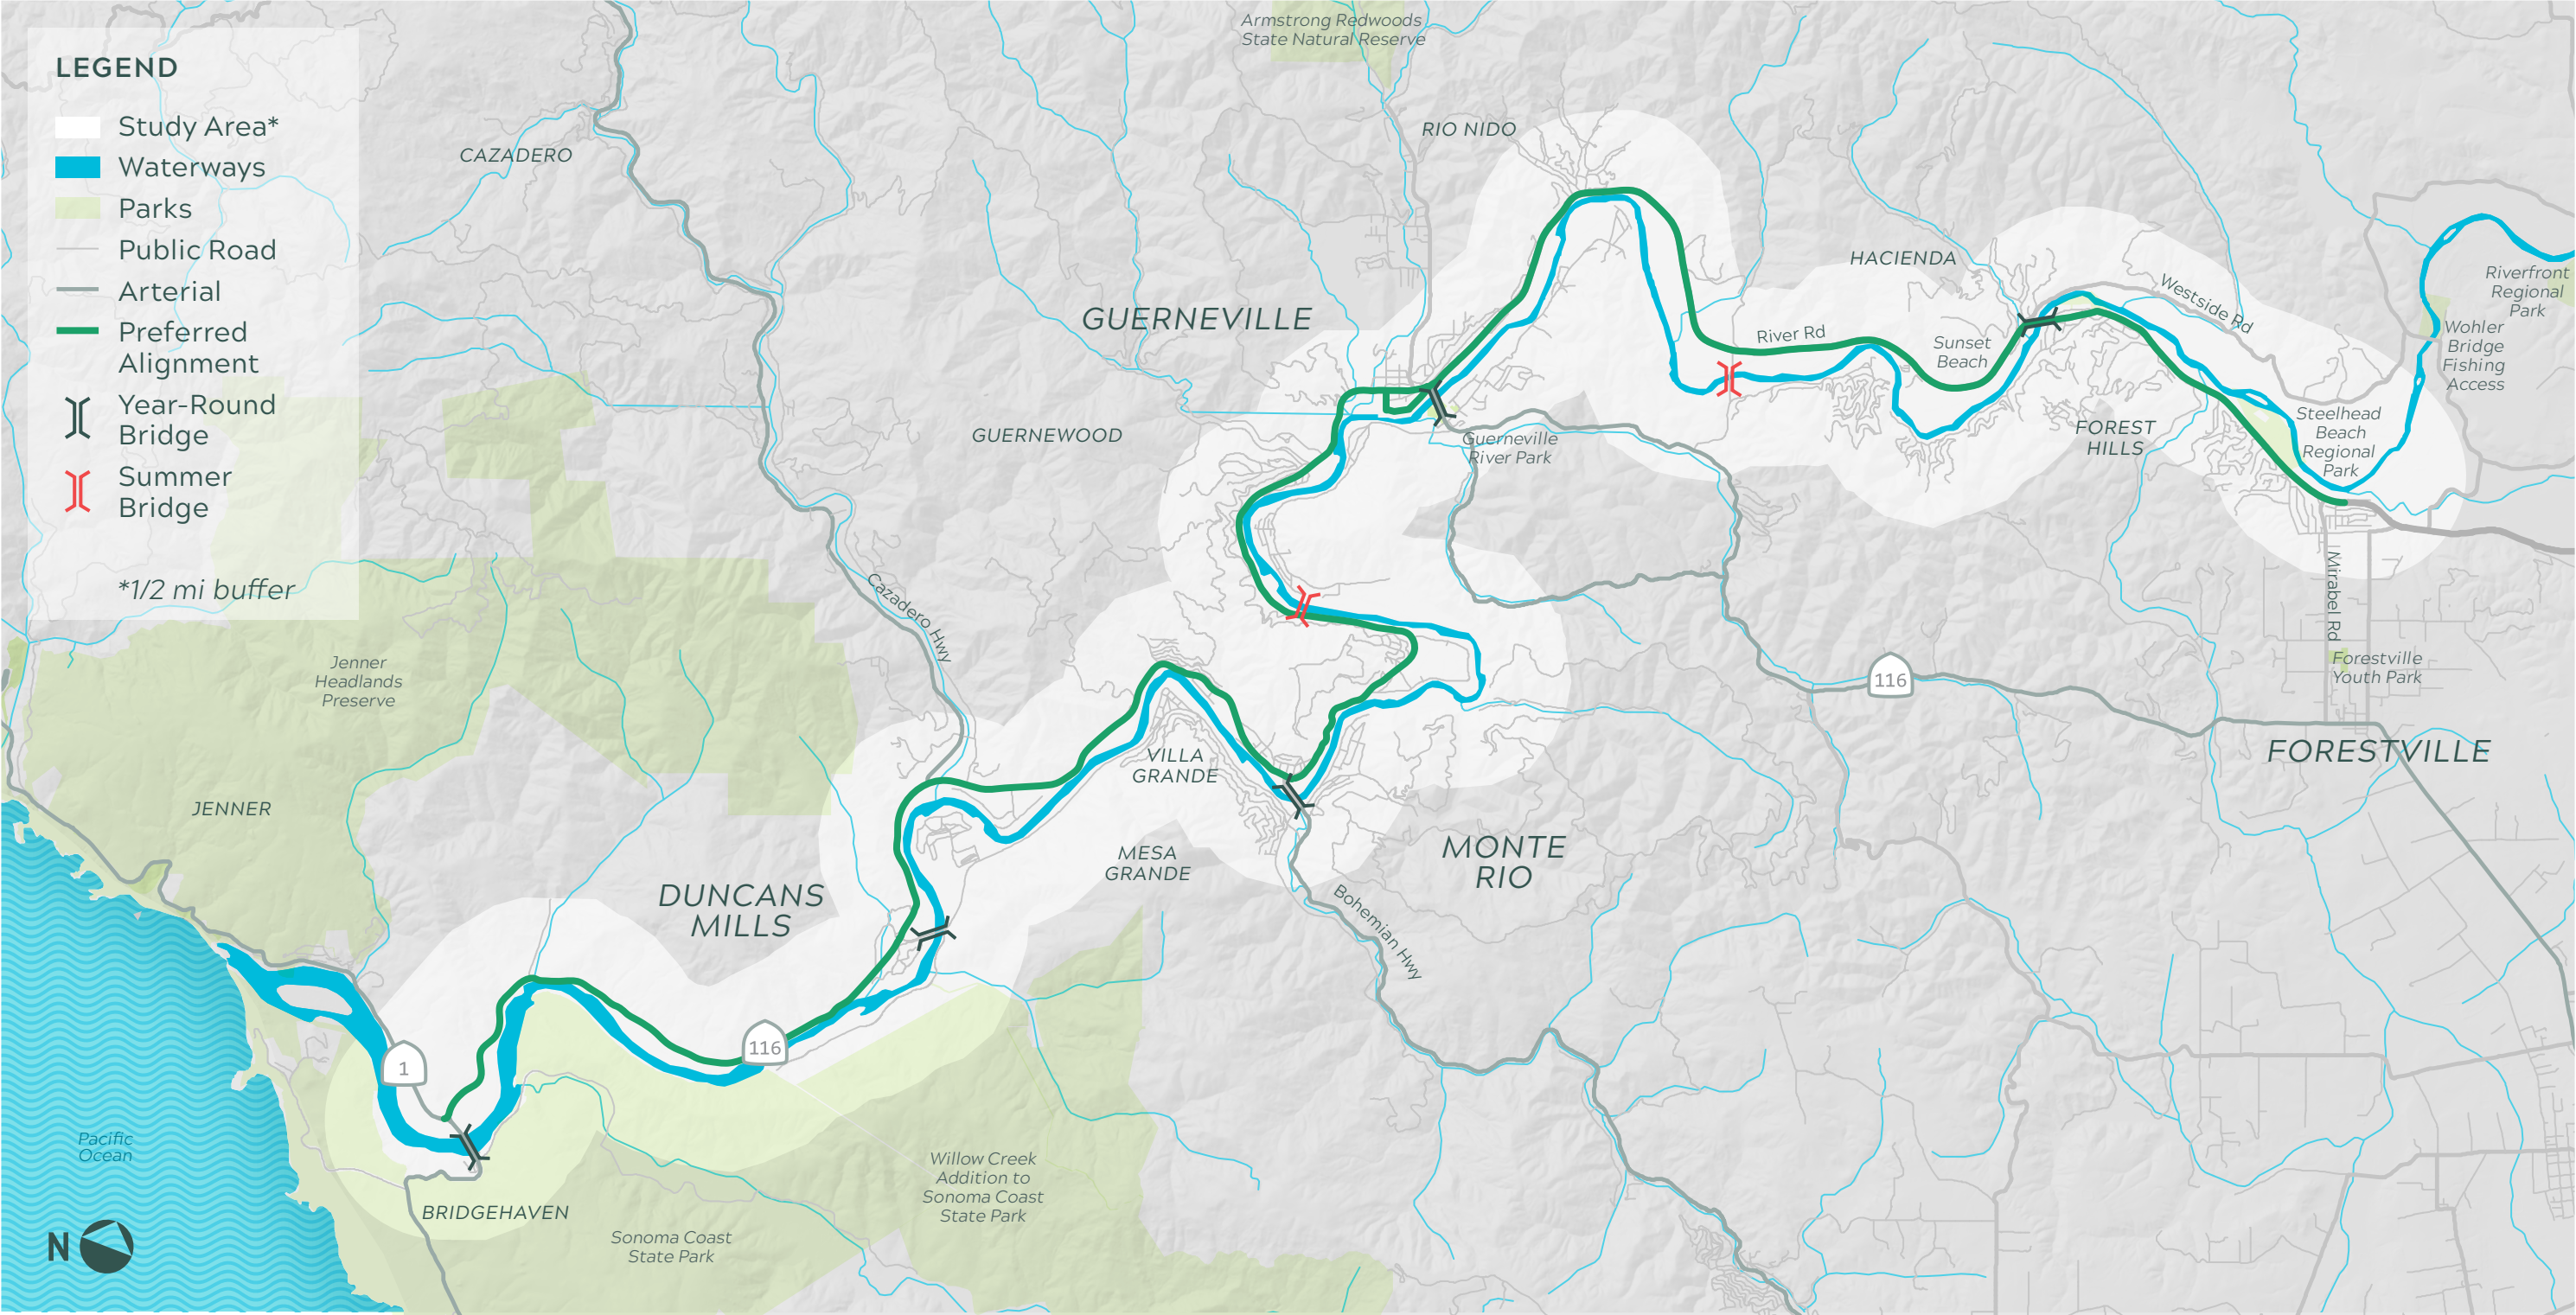 LEGEND
Study Area*
Waterways
Parks
Public Road
Arterial
Preferred
Alignment
Year-Round
Bridge
Summer
Bridge
*1/2 mi buffer
Armstrong Redwoods
State Natural Reserve
CAZADERO
RIO NIDO
HACIENDA
Riverfront
Regional
Park
Westside Rd
GUERNEVILLE
River Rd
Sunset
Beach
Wohler
Bridge
Fishing
Access
GUERNEWOOD
Guerneville
River Park
FOREST
HILLS
Steelhead
Beach
Regional
Park
Cazadero Hwy
Mirabel Rd
Jenner
Headlands
Preserve
116
Forestville
Youth Park
FORESTVILLE
VILLA
GRANDE
JENNER
MESA
GRANDE
MONTE
RIO
DUNCANS
MILLS
Bohemian Hwy
116
1
Pacific
Ocean
Willow Creek
Addition to
Sonoma Coast
State Park
BRIDGEHAVEN
Sonoma Coast
State Park
N